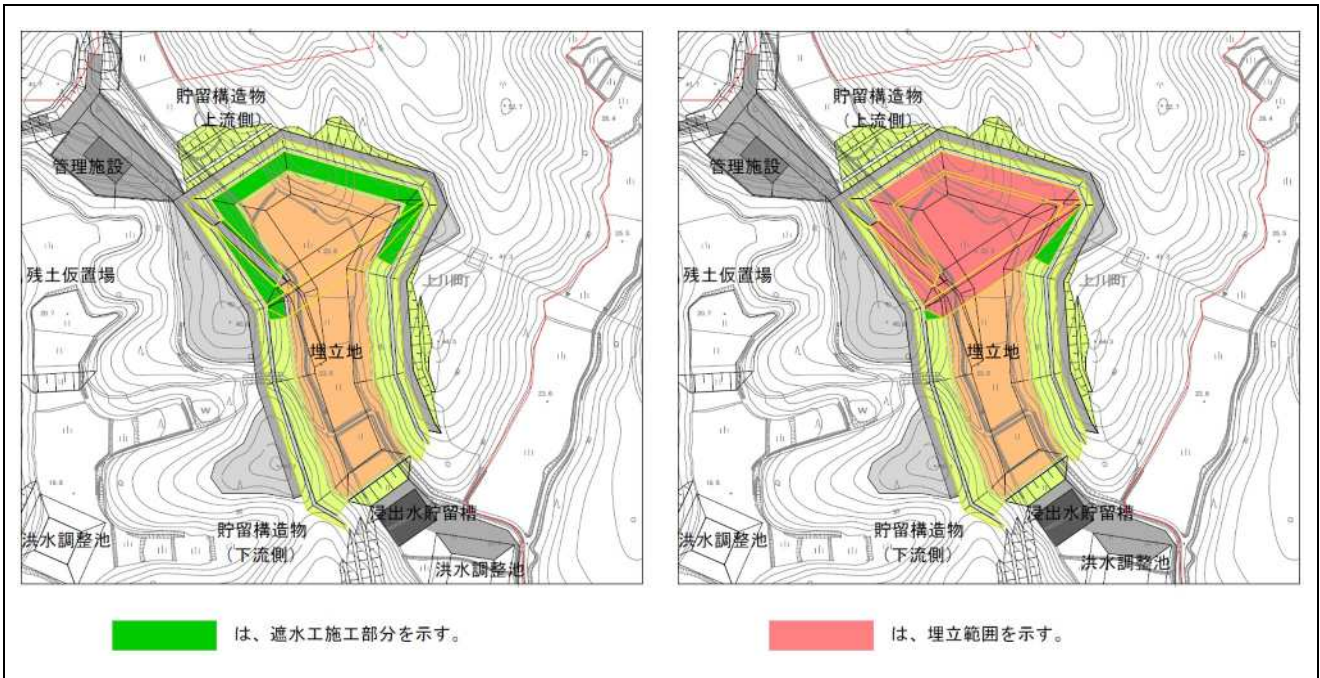 貯留構造物
（上流側）
管理施設
残土仮置場
上川町
埋立地
貯留構造物
（下流側）
浸出水貯留槽
洪水調整池
洪水調整池
は、遮水工施工部分を示す。
貯留構造物
（上流側）
管理施設
残土仮置場
埋立地
貯留構造物
（下流側）
浸出水貯留槽
洪水調整池
洪水調整池
は、埋立範囲を示す。